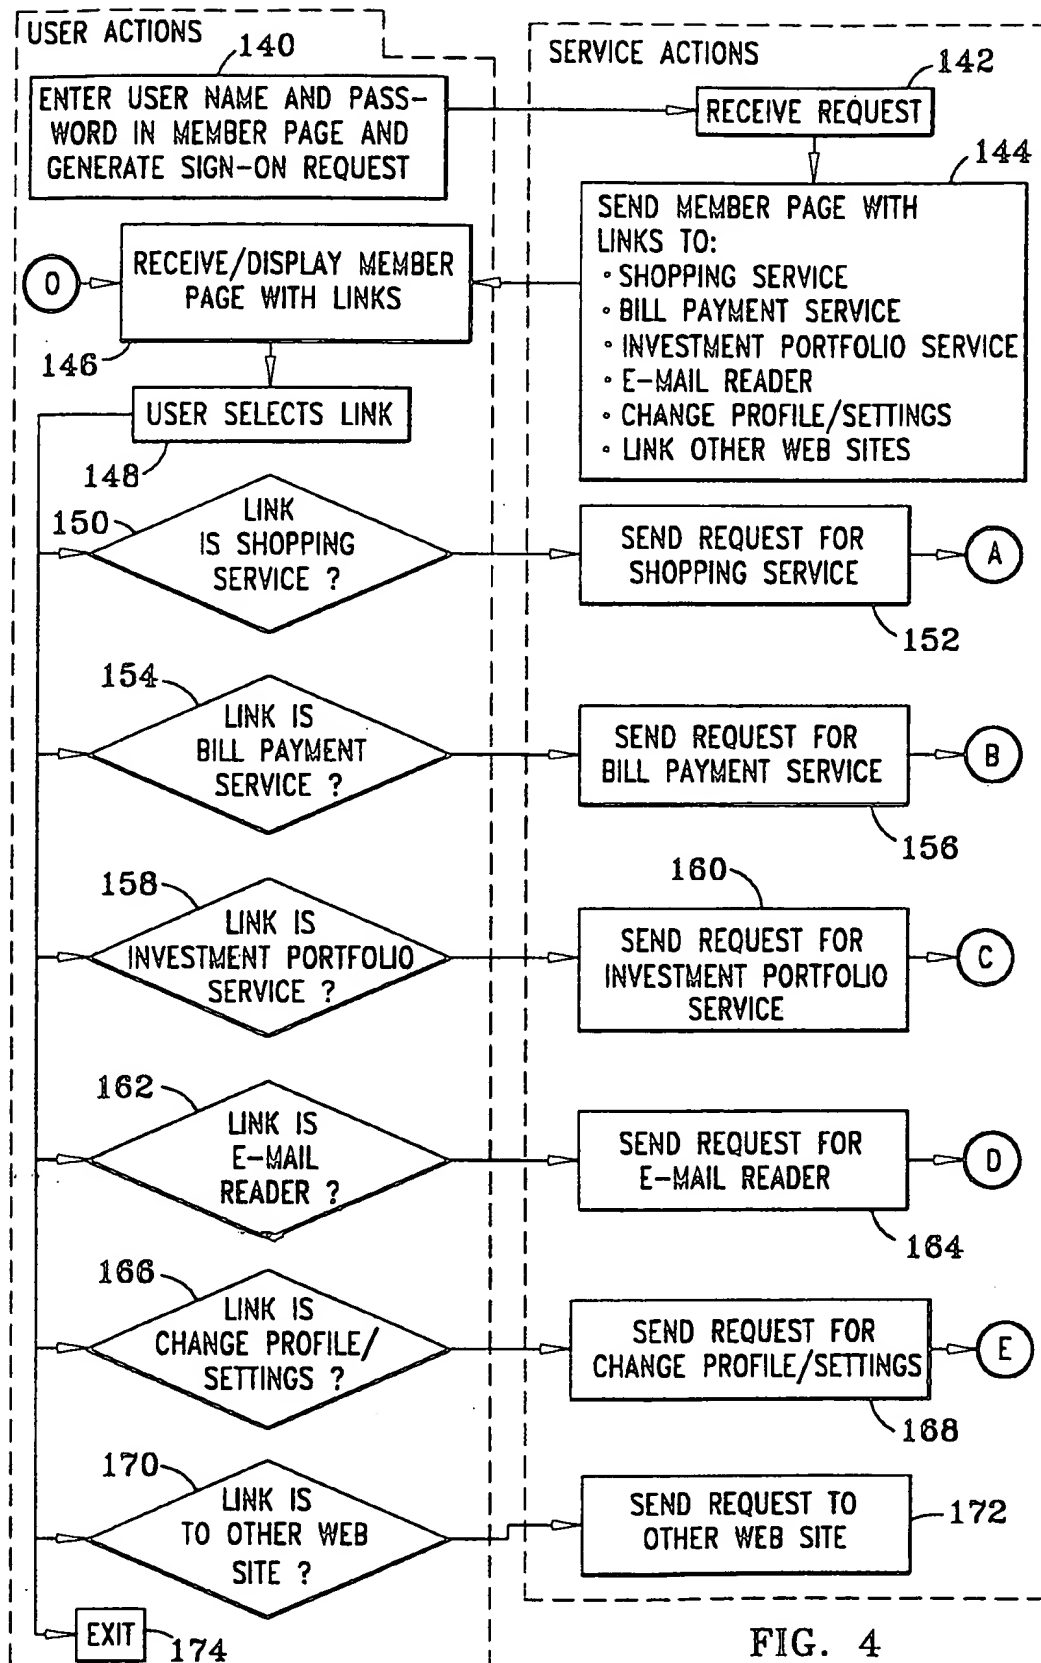 USER ACTIONS
140
ENTER USER NAME AND PASS-
WORD IN MEMBER PAGE AND
GENERATE SIGN-ON REQUEST
SERVICE ACTIONS
142
RECEIVE REQUEST
144
SEND MEMBER PAGE WITH
LINKS TO:
• SHOPPING SERVICE
• BILL PAYMENT SERVICE
• INVESTMENT PORTFOLIO SERVICE
• E-MAIL READER
• CHANGE PROFILE/SETTINGS
• LINK OTHER WEB SITES
O
RECEIVE/DISPLAY MEMBER
PAGE WITH LINKS
146
USER SELECTS LINK
148
150
LINK
IS SHOPPING
SERVICE ?
SEND REQUEST FOR
SHOPPING SERVICE
A
152
154
LINK IS
BILL PAYMENT
SERVICE ?
SEND REQUEST FOR
BILL PAYMENT SERVICE
B
156
158
LINK IS
INVESTMENT PORTFOLIO
SERVICE ?
160
SEND REQUEST FOR
INVESTMENT PORTFOLIO
SERVICE
C
162
LINK IS
E-MAIL
READER ?
SEND REQUEST FOR
E-MAIL READER
D
164
166
LINK IS
CHANGE PROFILE/
SETTINGS ?
SEND REQUEST FOR
CHANGE PROFILE/SETTINGS
E
168
170
LINK IS
TO OTHER WEB
SITE ?
SEND REQUEST TO
OTHER WEB SITE
172
EXIT
174
FIG. 4